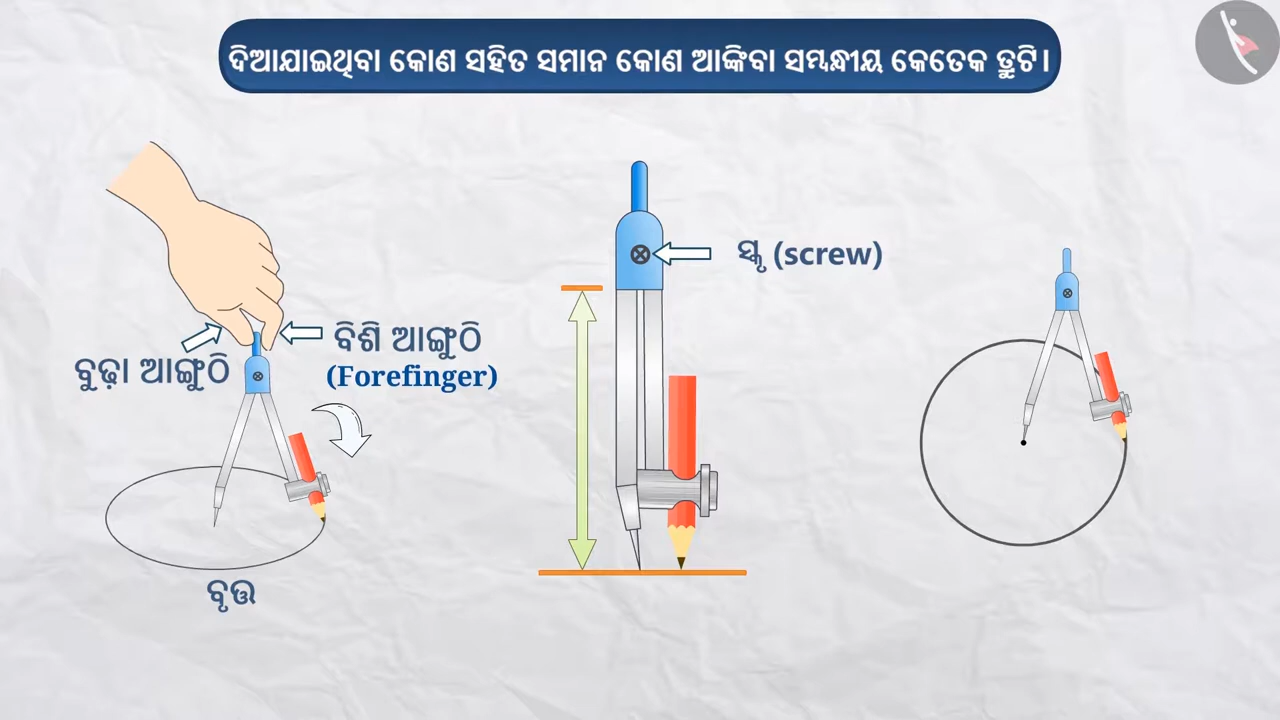 ଦିଆଯାଇଥିବା କୋଣ ସହିତ ସମାନ କୋଣ ଆଙ୍କିବା ସମ୍ବନ୍ଧୀୟ କେତେକ ତ୍ରୁଟି।
ବୁଢ଼ା ଆଙ୍ଗୁଠି
ବିଶି ଆଙ୍ଗୁଠି
(Forefinger)
ବୃତ୍ତ
ସ୍କୃ (screw)